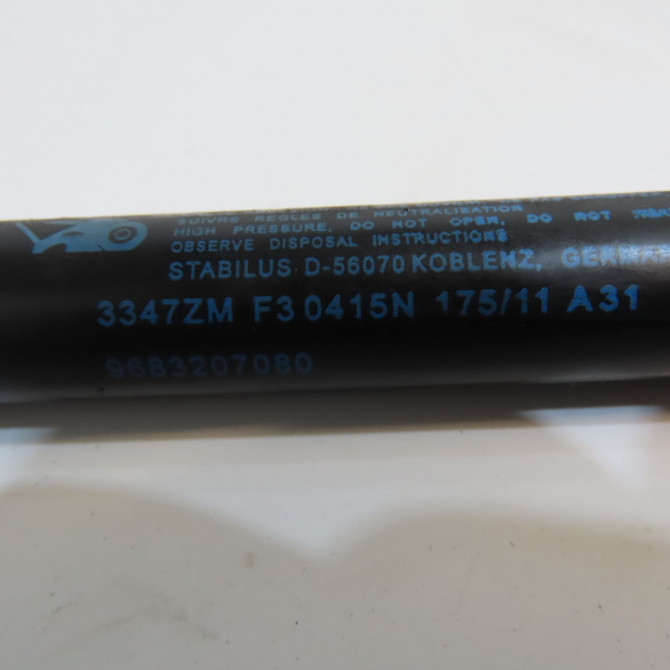 SUIVRE REGLES DE NEUTRALISATION
HIGH PRESSURE, DO NOT OPEN, DO NOT
OBSERVE DISPOSAL INSTRUCTIONS
STABILUS D-56070 KOBLENZ, GERMA
3347ZM F3 0415N 175/11 A31
9683207080